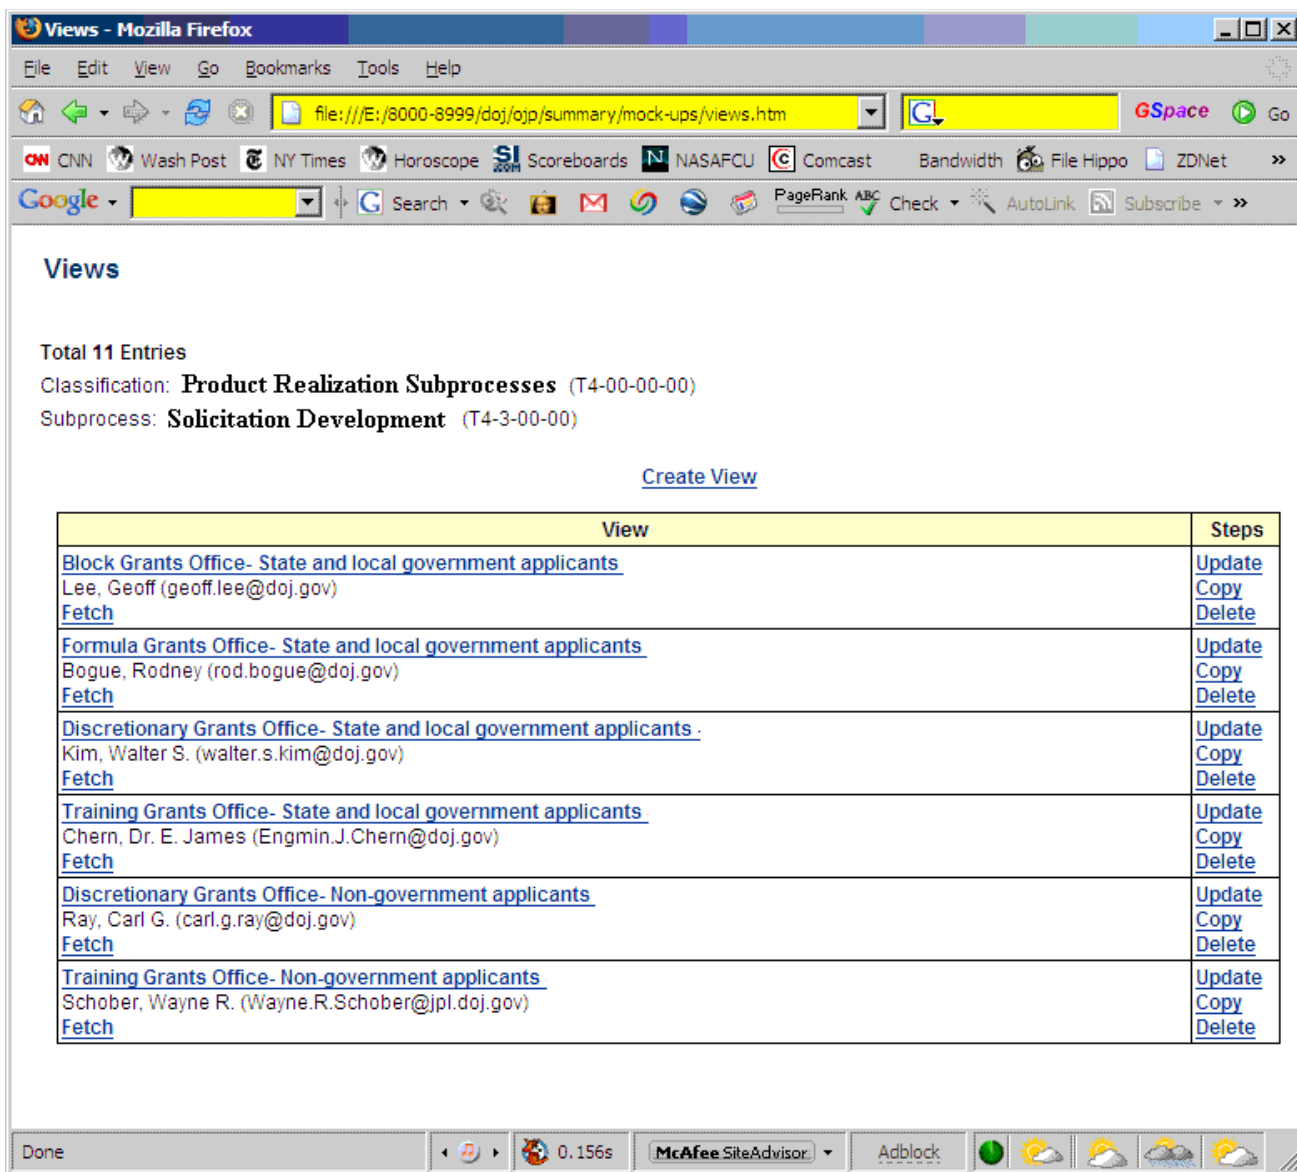 Views - Mozilla Firefox
File Edit View Go Bookmarks Tools Help
file:///E:/8000-8999/doj/ojp/summary/mock-ups/views.htm G GSpace Go
CNN CNN Wash Post NY Times Horoscope SI.COM Scoreboards N NASAFCU C Comcast Bandwidth File Hippo ZDNet »
Google G Search PageRank ABC Check AutoLink Subscribe »
Views
Total 11 Entries
Classification: Product Realization Subprocesses (T4-00-00-00)
Subprocess: Solicitation Development (T4-3-00-00)
Create View
View Steps
Block Grants Office- State and local government applicants Update
Lee, Geoff (geoff.lee@doj.gov) Copy
Fetch Delete
Formula Grants Office- State and local government applicants Update
Bogue, Rodney (rod.bogue@doj.gov) Copy
Fetch Delete
Discretionary Grants Office- State and local government applicants Update
Kim, Walter S. (walter.s.kim@doj.gov) Copy
Fetch Delete
Training Grants Office- State and local government applicants Update
Chern, Dr. E. James (Engmin.J.Chern@doj.gov) Copy
Fetch Delete
Discretionary Grants Office- Non-government applicants Update
Ray, Carl G. (carl.g.ray@doj.gov) Copy
Fetch Delete
Training Grants Office- Non-government applicants Update
Schober, Wayne R. (Wayne.R.Schober@jpl.doj.gov) Copy
Fetch Delete
Done 0.156s McAfee SiteAdvisor Adblock